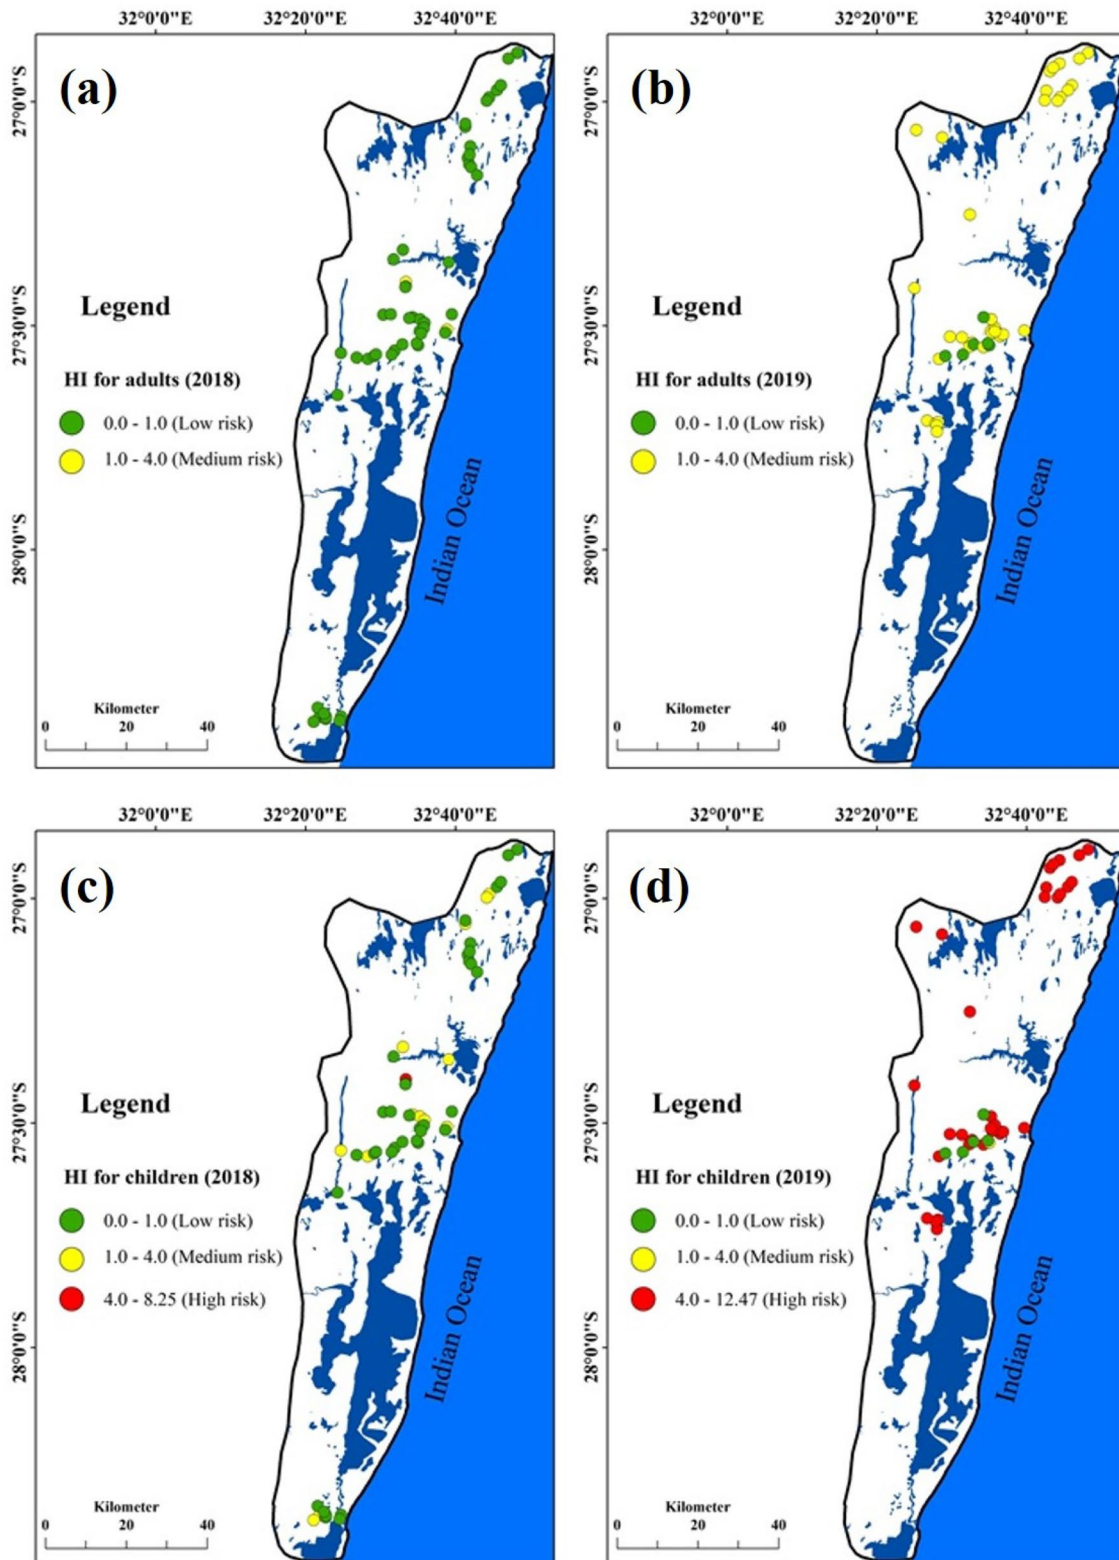 32°0'0"E 32°20'0"E 32°40'0"E
32°0'0"E 32°20'0"E 32°40'0"E
(a)
27°0'0"S
27°30'0"S
28°0'0"S
Legend
HI for adults (2018)
0.0 - 1.0 (Low risk)
1.0 - 4.0 (Medium risk)
Indian Ocean
Kilometer
0 20 40
(b)
27°0'0"S
27°30'0"S
28°0'0"S
Legend
HI for adults (2019)
0.0 - 1.0 (Low risk)
1.0 - 4.0 (Medium risk)
Indian Ocean
Kilometer
0 20 40
32°0'0"E 32°20'0"E 32°40'0"E
32°0'0"E 32°20'0"E 32°40'0"E
(c)
27°0'0"S
27°30'0"S
28°0'0"S
Legend
HI for children (2018)
0.0 - 1.0 (Low risk)
1.0 - 4.0 (Medium risk)
4.0 - 8.25 (High risk)
Indian Ocean
Kilometer
0 20 40
(d)
27°0'0"S
27°30'0"S
28°0'0"S
Legend
HI for children (2019)
0.0 - 1.0 (Low risk)
1.0 - 4.0 (Medium risk)
4.0 - 12.47 (High risk)
Indian Ocean
Kilometer
0 20 40